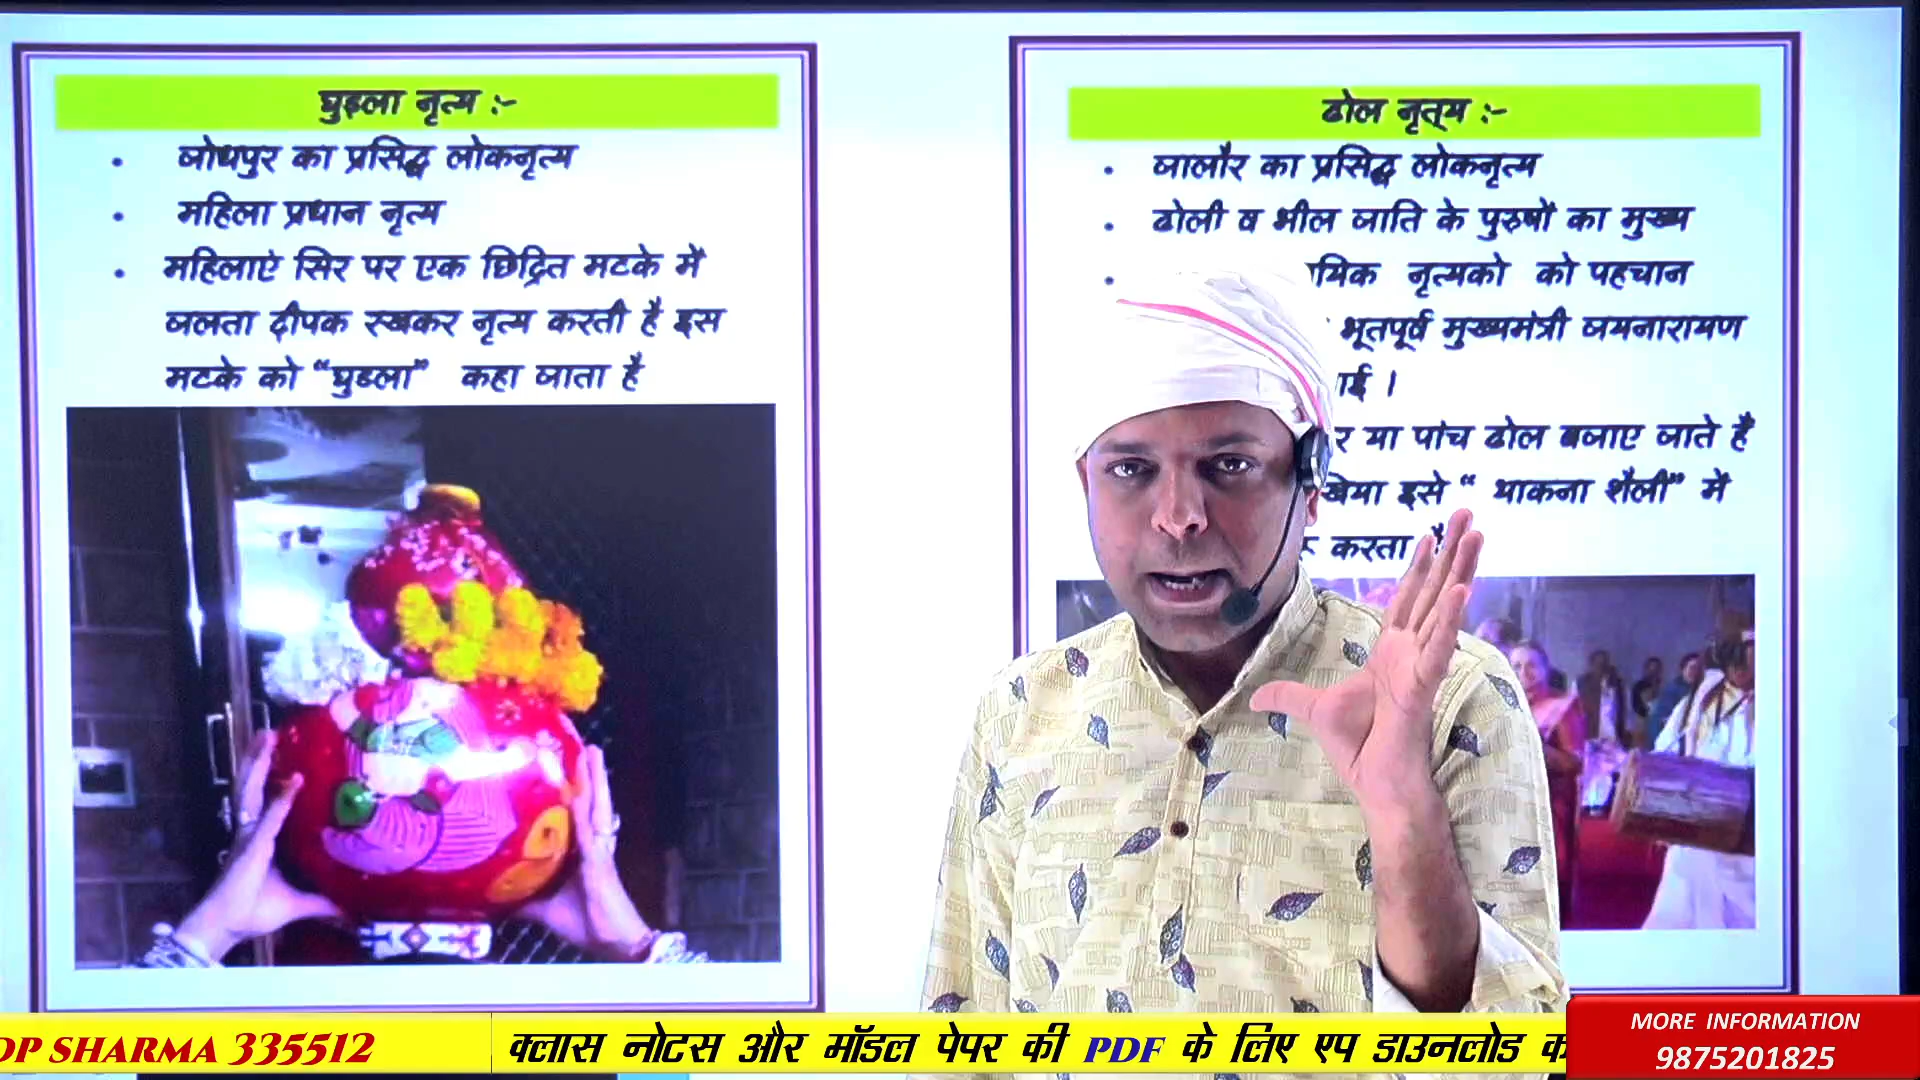 घुड़ला नृत्य :-
जोधपुर का प्रसिद्ध लोकनृत्य
महिला प्रधान नृत्य
महिलाएं सिर पर एक छिद्रित मटके में
जलता दीपक रखकर नृत्य करती है इस
मटके को “घुडला” कहा जाता है
ढोल नृत्य :-
जालौर का प्रसिद्ध लोकनृत्य
ढोली व भील जाति के पुरुषों का मुख्य
नृत्यको को पहचान
भूतपूर्व मुख्यमंत्री जयनारायण
या पांच ढोल बजाए जाते है
इसे “ थाकना शैली” में
करता है
DP SHARMA 335512
क्लास नोटस और मॉडल पेपर की PDF के लिए एप डाउनलोड
MORE INFORMATION
9875201825